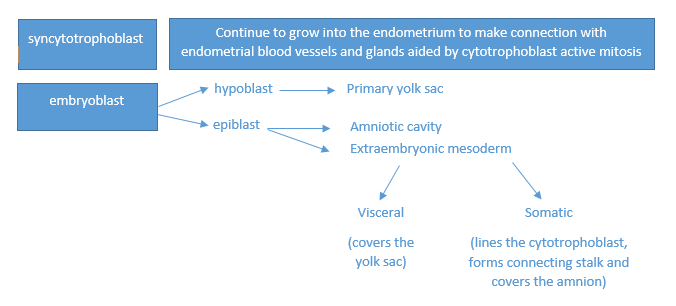 syncytotrophoblast
Continue to grow into the endometrium to make connection with
endometrial blood vessels and glands aided by cytotrophoblast active mitosis
embryoblast
hypoblast
Primary yolk sac
epiblast
Amniotic cavity
Extraembryonic mesoderm
Visceral
Somatic
(covers the
yolk sac)
(lines the cytotrophoblast,
forms connecting stalk and
covers the amnion)